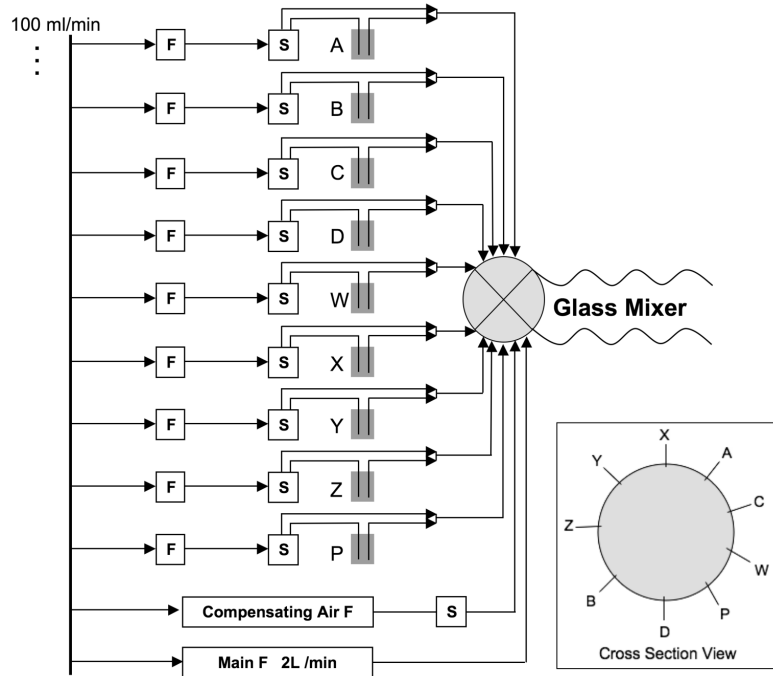 100 ml/min
F S A
F S B
F S C
F S D
F S W
F S X
F S Y
F S Z
F S P
Compensating Air F S
Main F 2L /min
Glass Mixer
X
Y A
Z C
W
B P
D
Cross Section View